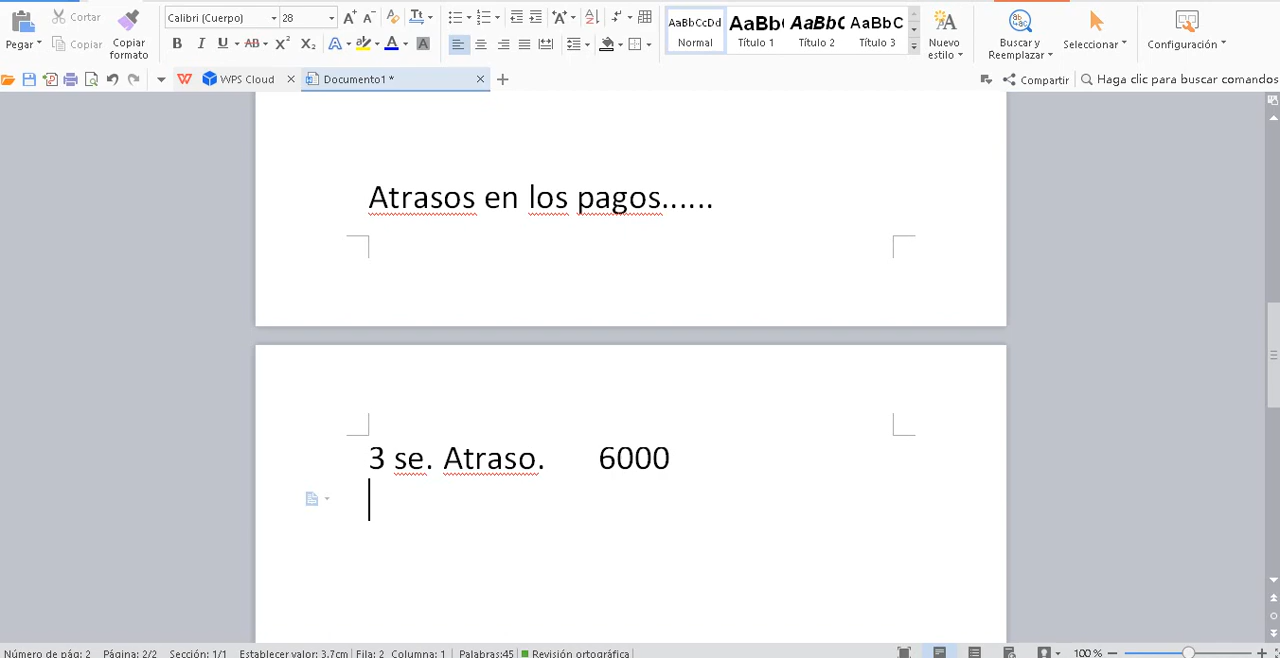 Calibri (Cuerpo) 28
Pegar Cortar Copiar Copiar formato
B I U AB X² X₂ A A A
AaBbCcDd AaBb( AaBbC AaBbC
Normal Título 1 Título 2 Título 3
Nuevo estilo Buscar y Reemplazar Seleccionar Configuración
WPS Cloud Documento1 * Compartir Haga clic para buscar comandos
Atrasos en los pagos......
3 se. Atraso. 6000
Número de pág: 2 Página: 2/2 Sección: 1/1 Establecer valor: 3.7cm Fila: 2 Columna: 1 Palabras:45 Revisión ortográfica 100 %